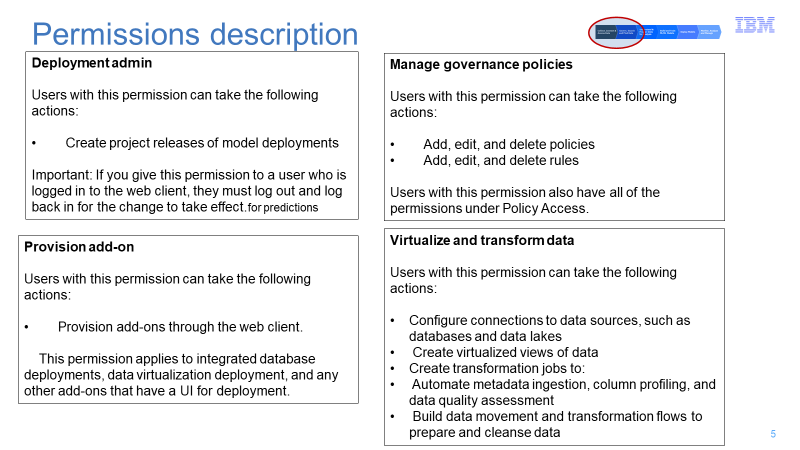 Permissions description
IBM
Deployment admin
Users with this permission can take the following
actions:
• Create project releases of model deployments
Important: If you give this permission to a user who is
logged in to the web client, they must log out and log
back in for the change to take effect.for predictions
Manage governance policies
Users with this permission can take the following
actions:
• Add, edit, and delete policies
• Add, edit, and delete rules
Users with this permission also have all of the
permissions under Policy Access.
Provision add-on
Users with this permission can take the following
actions:
• Provision add-ons through the web client.
This permission applies to integrated database
deployments, data virtualization deployment, and any
other add-ons that have a UI for deployment.
Virtualize and transform data
Users with this permission can take the following
actions:
• Configure connections to data sources, such as
databases and data lakes
• Create virtualized views of data
• Create transformation jobs to:
• Automate metadata ingestion, column profiling, and
data quality assessment
• Build data movement and transformation flows to
prepare and cleanse data
5